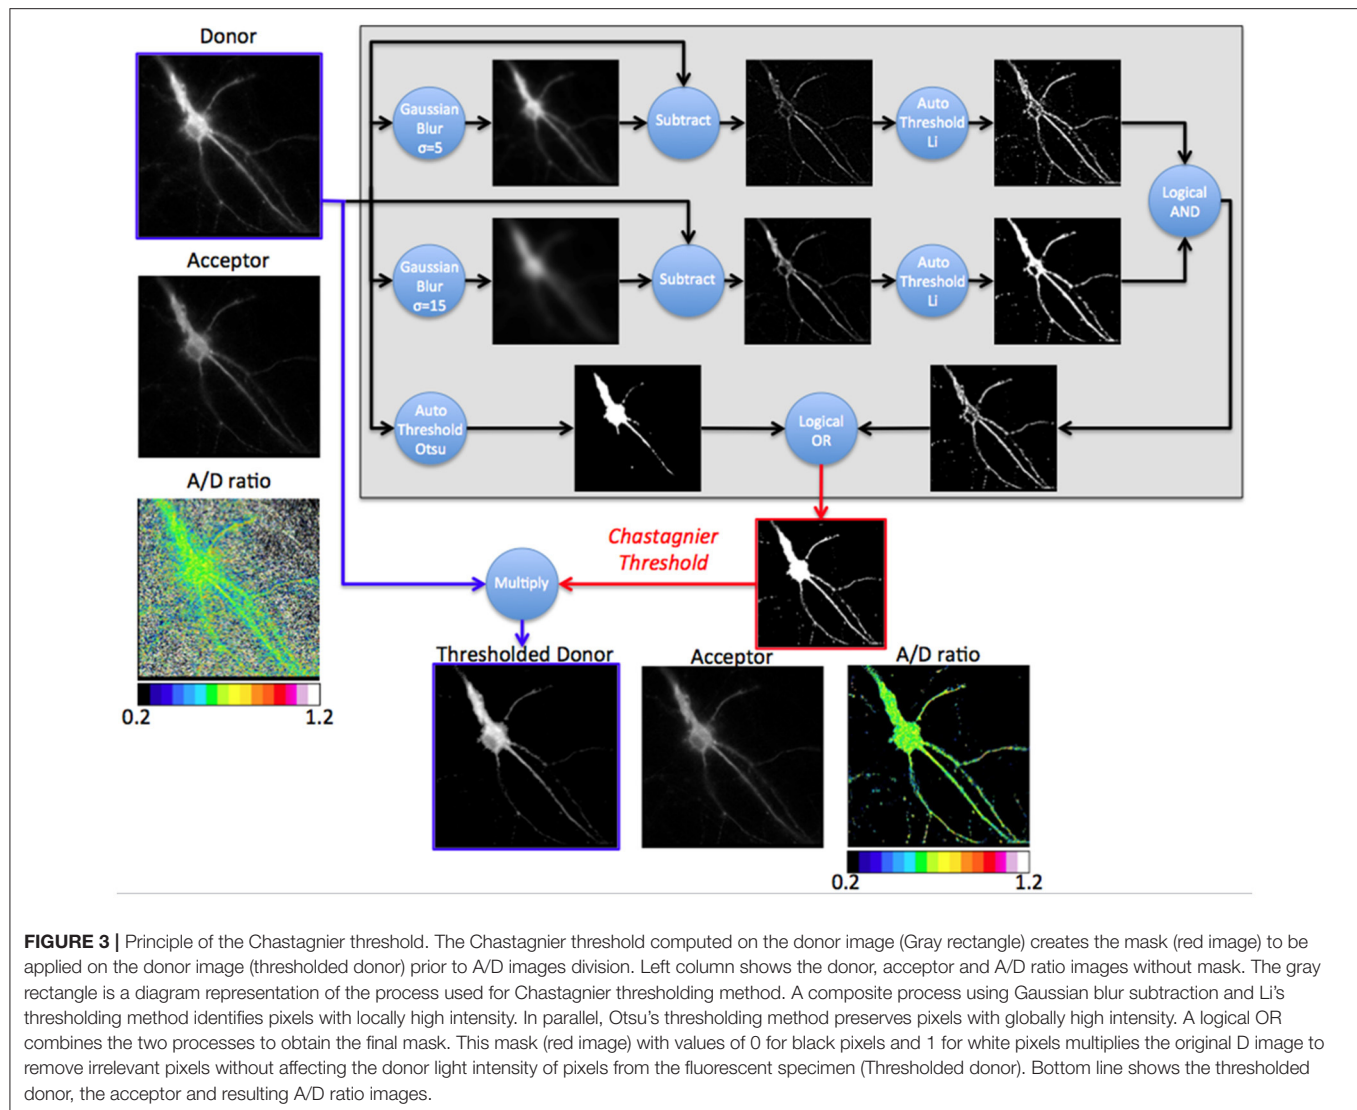 Donor
Gaussian
Blur
σ=5
Subtract
Auto
Threshold
Li
Logical
AND
Acceptor
Gaussian
Blur
σ=15
Subtract
Auto
Threshold
Li
A/D ratio
Auto
Threshold
Otsu
Logical
OR
Chastagnier
Threshold
Multiply
0.2 1.2
Thresholded Donor
Acceptor
A/D ratio
0.2 1.2
FIGURE 3 | Principle of the Chastagnier threshold. The Chastagnier threshold computed on the donor image (Gray rectangle) creates the mask (red image) to be
applied on the donor image (thresholded donor) prior to A/D images division. Left column shows the donor, acceptor and A/D ratio images without mask. The gray
rectangle is a diagram representation of the process used for Chastagnier thresholding method. A composite process using Gaussian blur subtraction and Li's
thresholding method identifies pixels with locally high intensity. In parallel, Otsu's thresholding method preserves pixels with globally high intensity. A logical OR
combines the two processes to obtain the final mask. This mask (red image) with values of 0 for black pixels and 1 for white pixels multiplies the original D image to
remove irrelevant pixels without affecting the donor light intensity of pixels from the fluorescent specimen (Thresholded donor). Bottom line shows the thresholded
donor, the acceptor and resulting A/D ratio images.